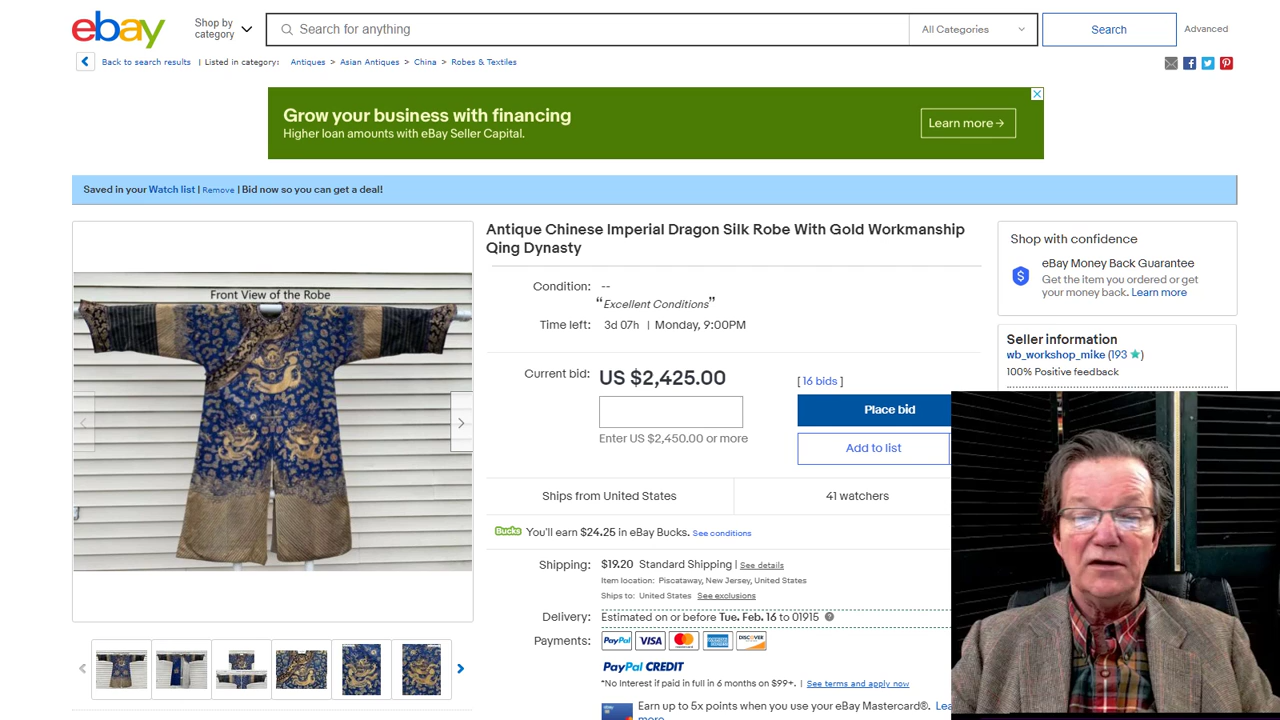 ebay
Shop by category
Search for anything
All Categories
Search
Advanced
Back to search results | Listed in category: Antiques > Asian Antiques > China > Robes & Textiles
Grow your business with financing
Higher loan amounts with eBay Seller Capital.
Learn more →
Saved in your Watch list | Remove | Bid now so you can get a deal!
Front View of the Robe
Antique Chinese Imperial Dragon Silk Robe With Gold Workmanship
Qing Dynasty
Condition: --
“Excellent Conditions”
Time left: 3d 07h | Monday, 9:00PM
Current bid: US $2,425.00
[ 16 bids ]
Place bid
Enter US $2,450.00 or more
Add to list
Ships from United States
41 watchers
Bucks You'll earn $24.25 in eBay Bucks. See conditions
Shipping: $19.20 Standard Shipping | See details
Item location: Piscataway, New Jersey, United States
Ships to: United States See exclusions
Delivery: Estimated on or before Tue. Feb. 16 to 01915
Payments: PayPal VISA MasterCard AMERICAN EXPRESS DISCOVER
PayPal CREDIT
*No Interest if paid in full in 6 months on $99+. | See terms and apply now
Earn up to 5x points when you use your eBay Mastercard®. Lea
more
Shop with confidence
eBay Money Back Guarantee
Get the item you ordered or get
your money back. Learn more
Seller information
wb_workshop_mike (193 ★)
100% Positive feedback